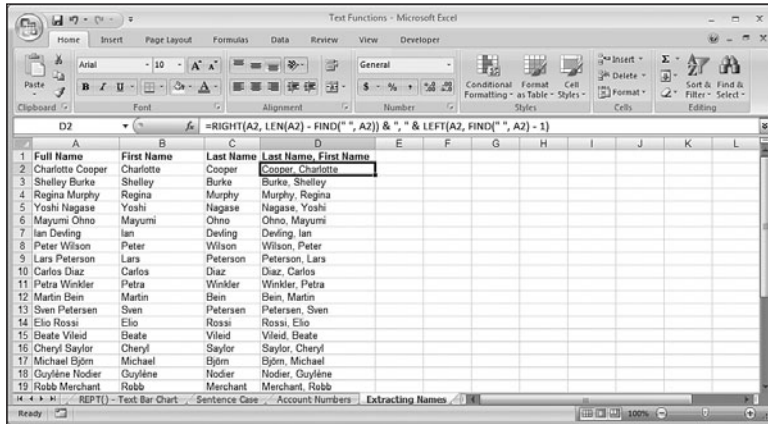 Text Functions - Microsoft Excel
Home Insert Page Layout Formulas Data Review View Developer
Paste
Arial 10 A A
B I U A
General
$ % ,
Conditional Formatting Format as Table Cell Styles
Insert
Delete
Format
Σ
Sort & Filter Find & Select
Clipboard Font Alignment Number Styles Cells Editing
D2 fx =RIGHT(A2, LEN(A2) - FIND(" ", A2)) & ", " & LEFT(A2, FIND(" ", A2) - 1)
A B C D E F G H I J K L
1 Full Name First Name Last Name Last Name, First Name
2 Charlotte Cooper Charlotte Cooper Cooper, Charlotte
3 Shelley Burke Shelley Burke Burke, Shelley
4 Regina Murphy Regina Murphy Murphy, Regina
5 Yoshi Nagase Yoshi Nagase Nagase, Yoshi
6 Mayumi Ohno Mayumi Ohno Ohno, Mayumi
7 Ian Devling Ian Devling Devling, Ian
8 Peter Wilson Peter Wilson Wilson, Peter
9 Lars Peterson Lars Peterson Peterson, Lars
10 Carlos Diaz Carlos Diaz Diaz, Carlos
11 Petra Winkler Petra Winkler Winkler, Petra
12 Martin Bein Martin Bein Bein, Martin
13 Sven Petersen Sven Petersen Petersen, Sven
14 Elio Rossi Elio Rossi Rossi, Elio
15 Beate Vileid Beate Vileid Vileid, Beate
16 Cheryl Saylor Cheryl Saylor Saylor, Cheryl
17 Michael Björn Michael Björn Björn, Michael
18 Guylène Nodier Guylène Nodier Nodier, Guylène
19 Robb Merchant Robb Merchant Merchant, Robb
REPT() - Text Bar Chart Sentence Case Account Numbers Extracting Names
Ready 100%